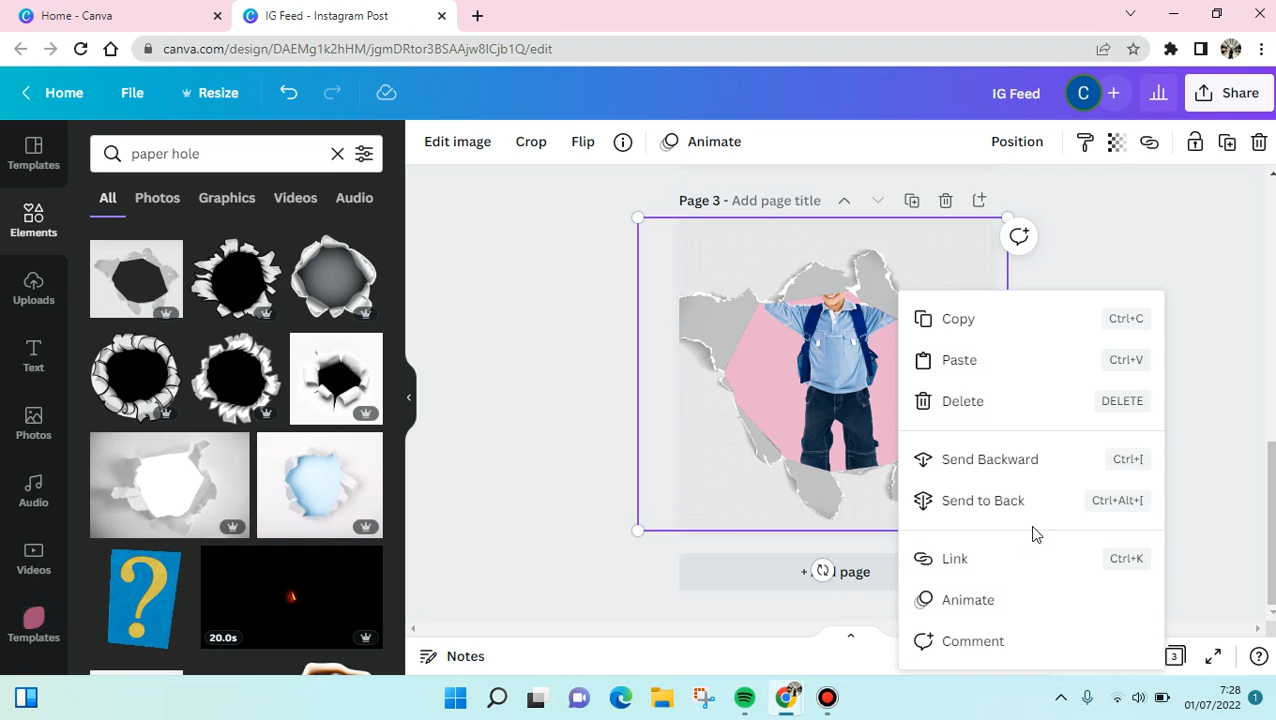 Home - Canva
IG Feed - Instagram Post
canva.com/design/DAEMg1k2hHM/jgmDRtor3BSAAjw8lCjb1Q/edit
Home
File
Resize
IG Feed
C
Share
Templates
Elements
Uploads
Text
Photos
Audio
Videos
Templates
paper hole
All
Photos
Graphics
Videos
Audio
20.0s
Edit image
Crop
Flip
Animate
Position
Page 3 - Add page title
Copy Ctrl+C
Paste Ctrl+V
Delete DELETE
Send Backward Ctrl+[
Send to Back Ctrl+Alt+[
Link Ctrl+K
Animate
Comment
page
Notes
3
7:28
01/07/2022
1